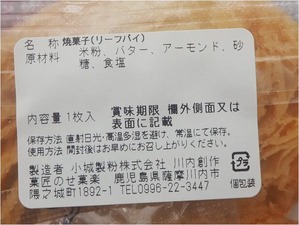 名 称 焼菓子(リーフパイ)
原材料 米粉、バター、アーモンド、砂
糖、食塩
内容量 1枚入 賞味期限 欄外側面又は
表面に記載
保存方法 直射日光・高温多湿を避け、常温にて保存。
使用方法 開封後はお早めにお召し上がりください。
製造者 小城製粉株式会社 川内創作
菓匠のせ菓楽 鹿児島県薩摩川内市
隈之城町1892-1 TEL0996-22-3447
プラ
個包装